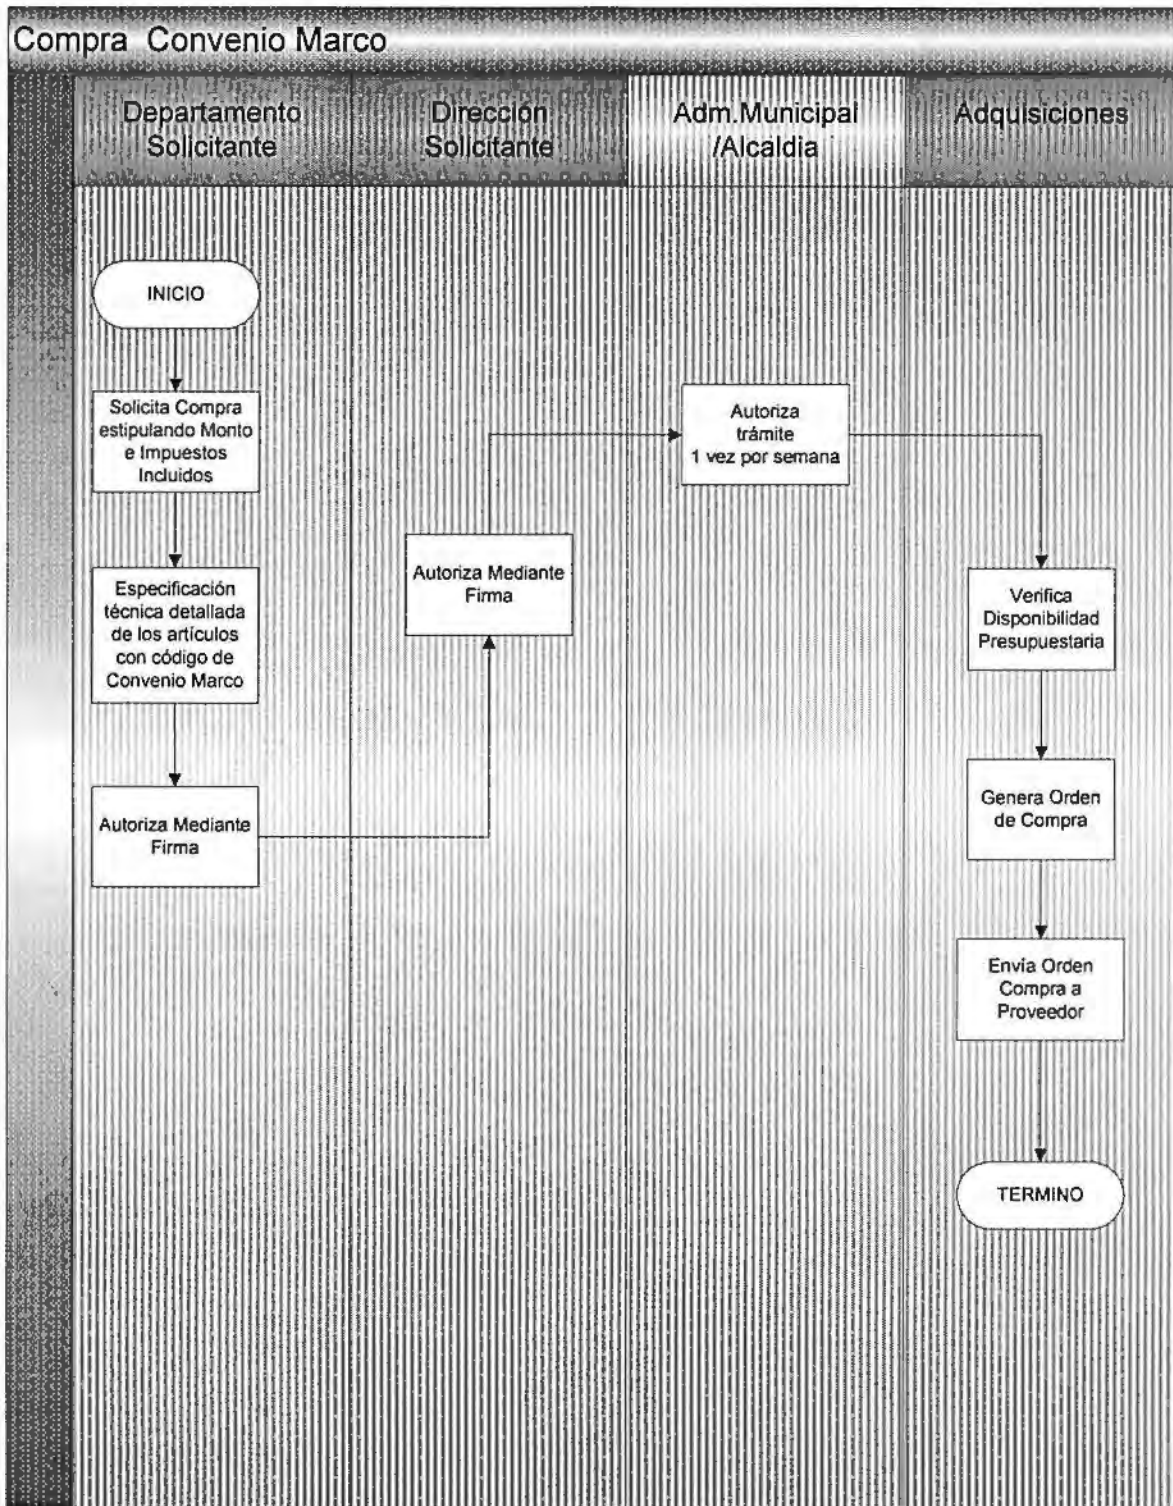 Compra Convenio Marco
Departamento
Solicitante
Dirección
Solicitante
Adm.Municipal
/Alcaldia
Adquisiciones
INICIO
Solicita Compra
estipulando Monto
e Impuestos
Incluidos
Especificación
técnica detallada
de los artículos
con código de
Convenio Marco
Autoriza Mediante
Firma
Autoriza Mediante
Firma
Autoriza
trámite
1 vez por semana
Verifica
Disponibilidad
Presupuestaria
Genera Orden
de Compra
Envía Orden
Compra a
Proveedor
TERMINO